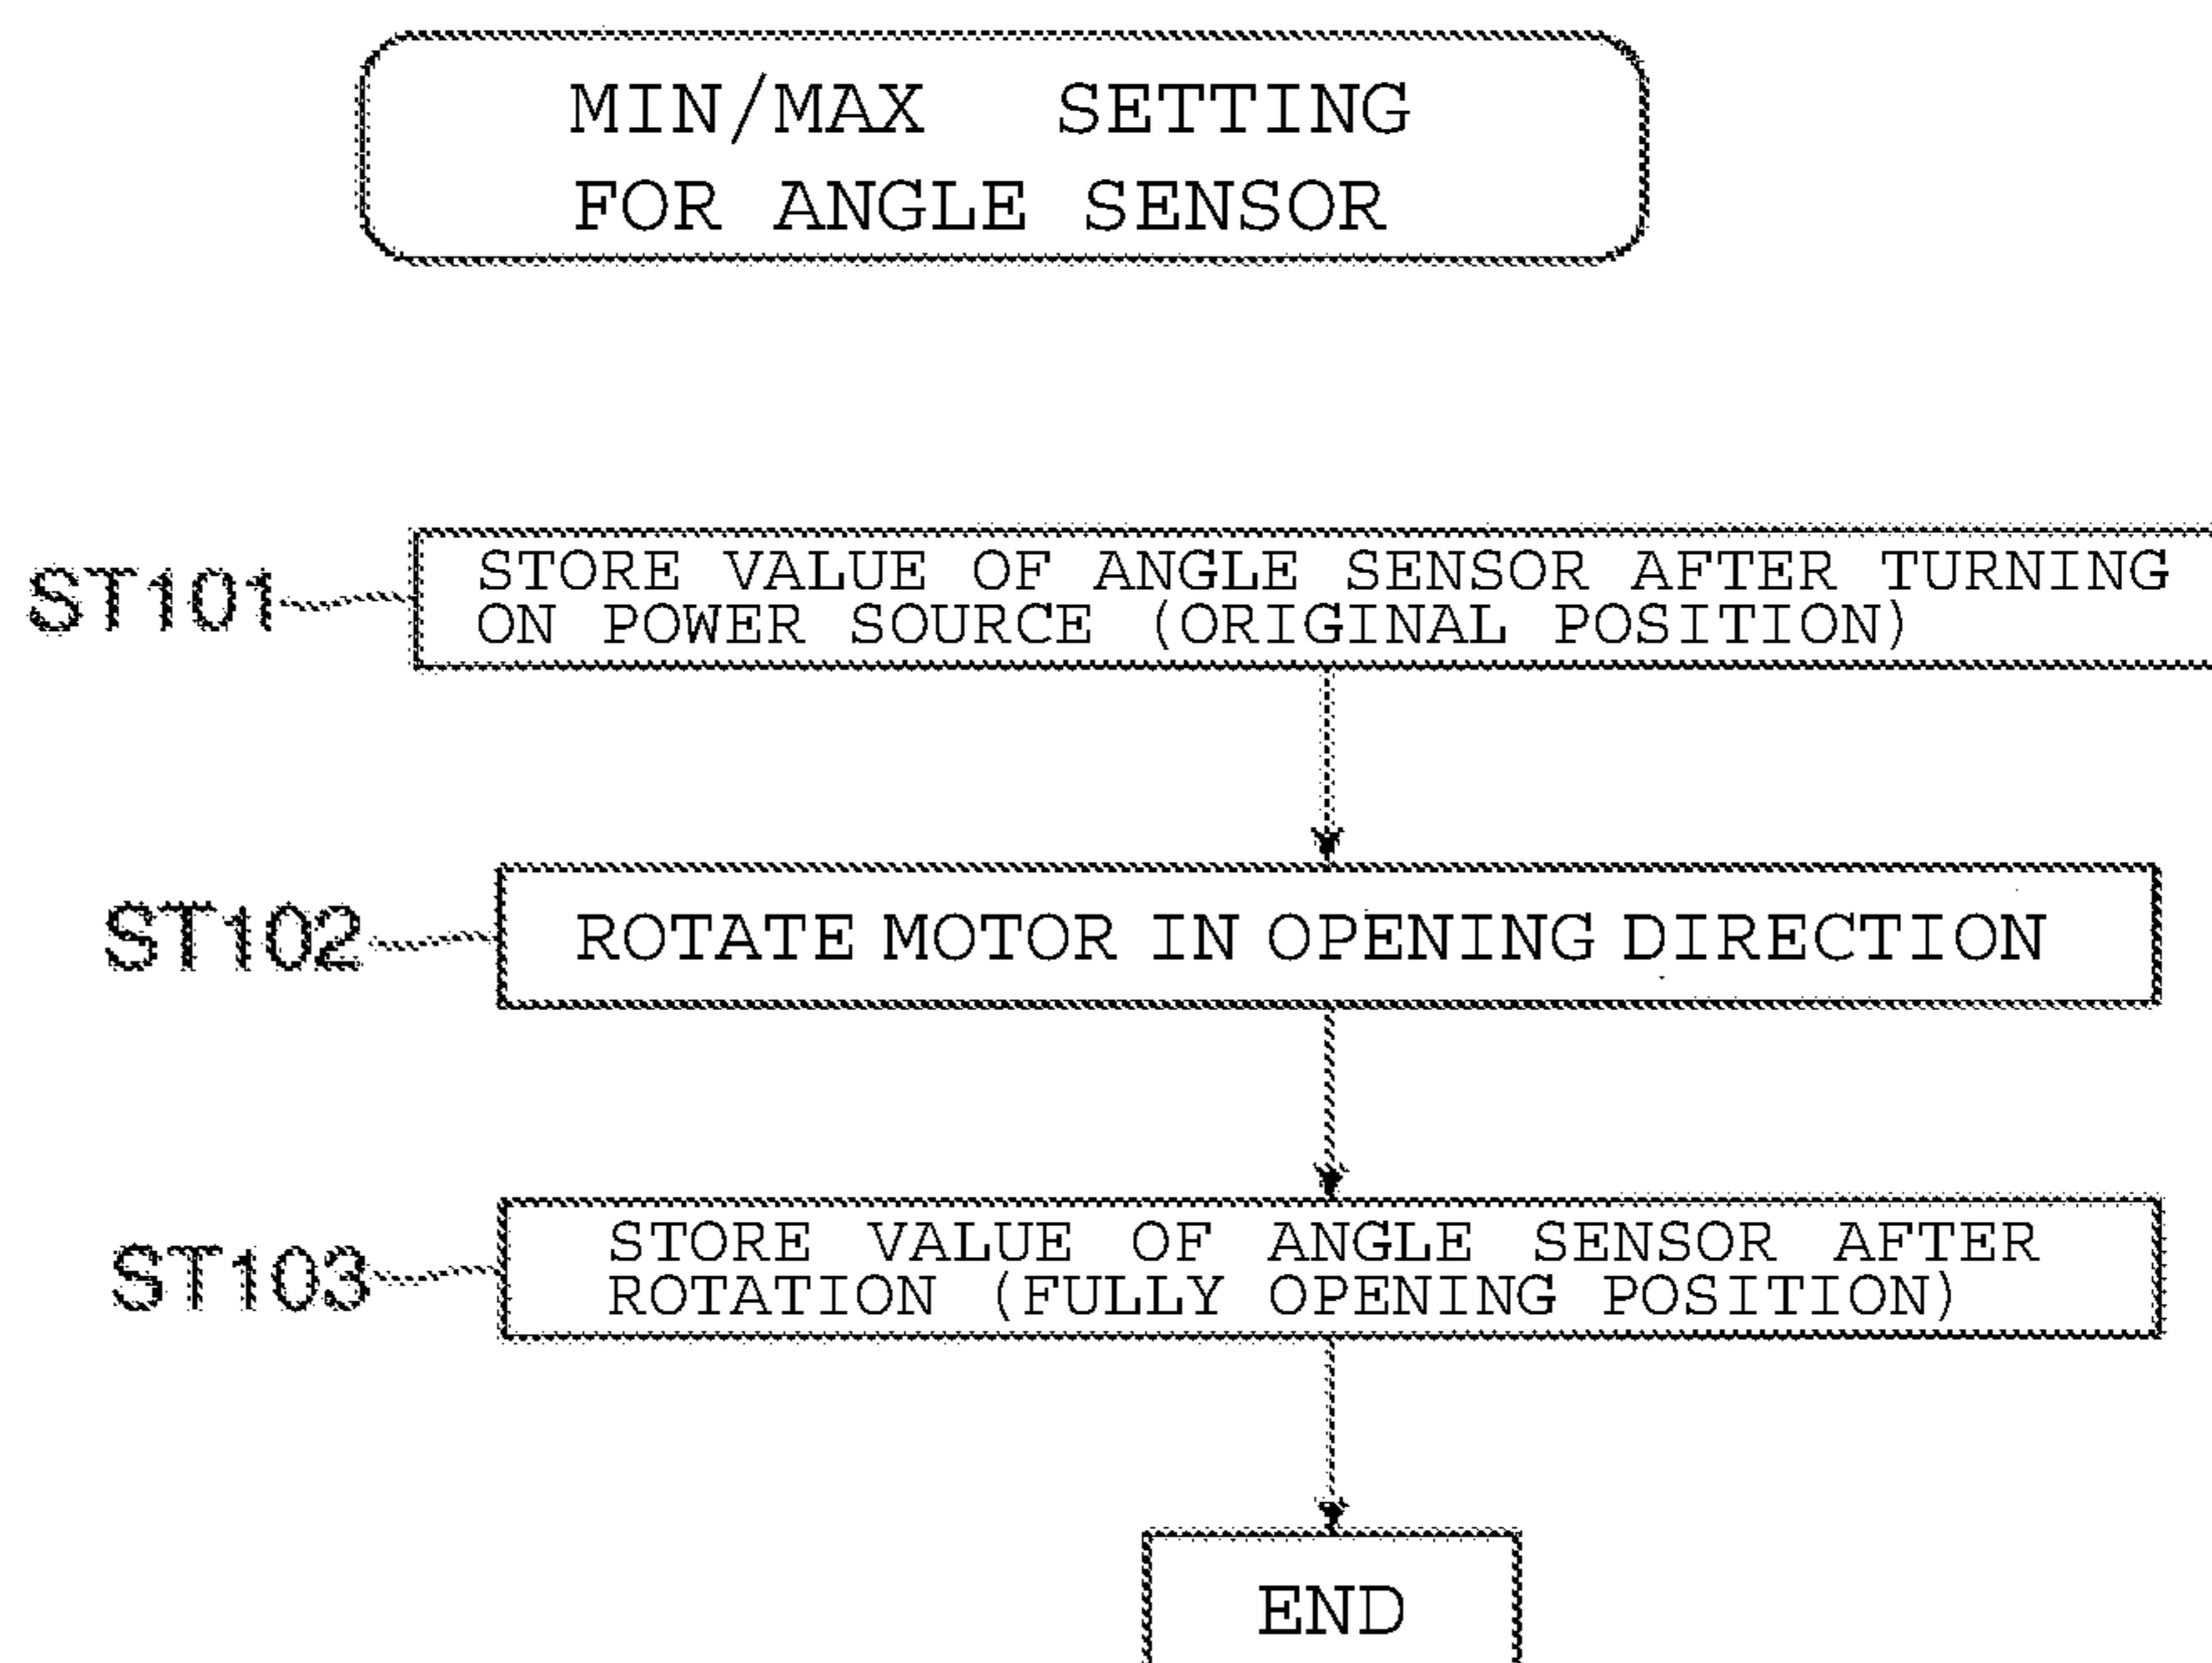 MIN/MAX SETTING
FOR ANGLE SENSOR
ST101
STORE VALUE OF ANGLE SENSOR AFTER TURNING
ON POWER SOURCE (ORIGINAL POSITION)
ST102
ROTATE MOTOR IN OPENING DIRECTION
ST103
STORE VALUE OF ANGLE SENSOR AFTER
ROTATION (FULLY OPENING POSITION)
END